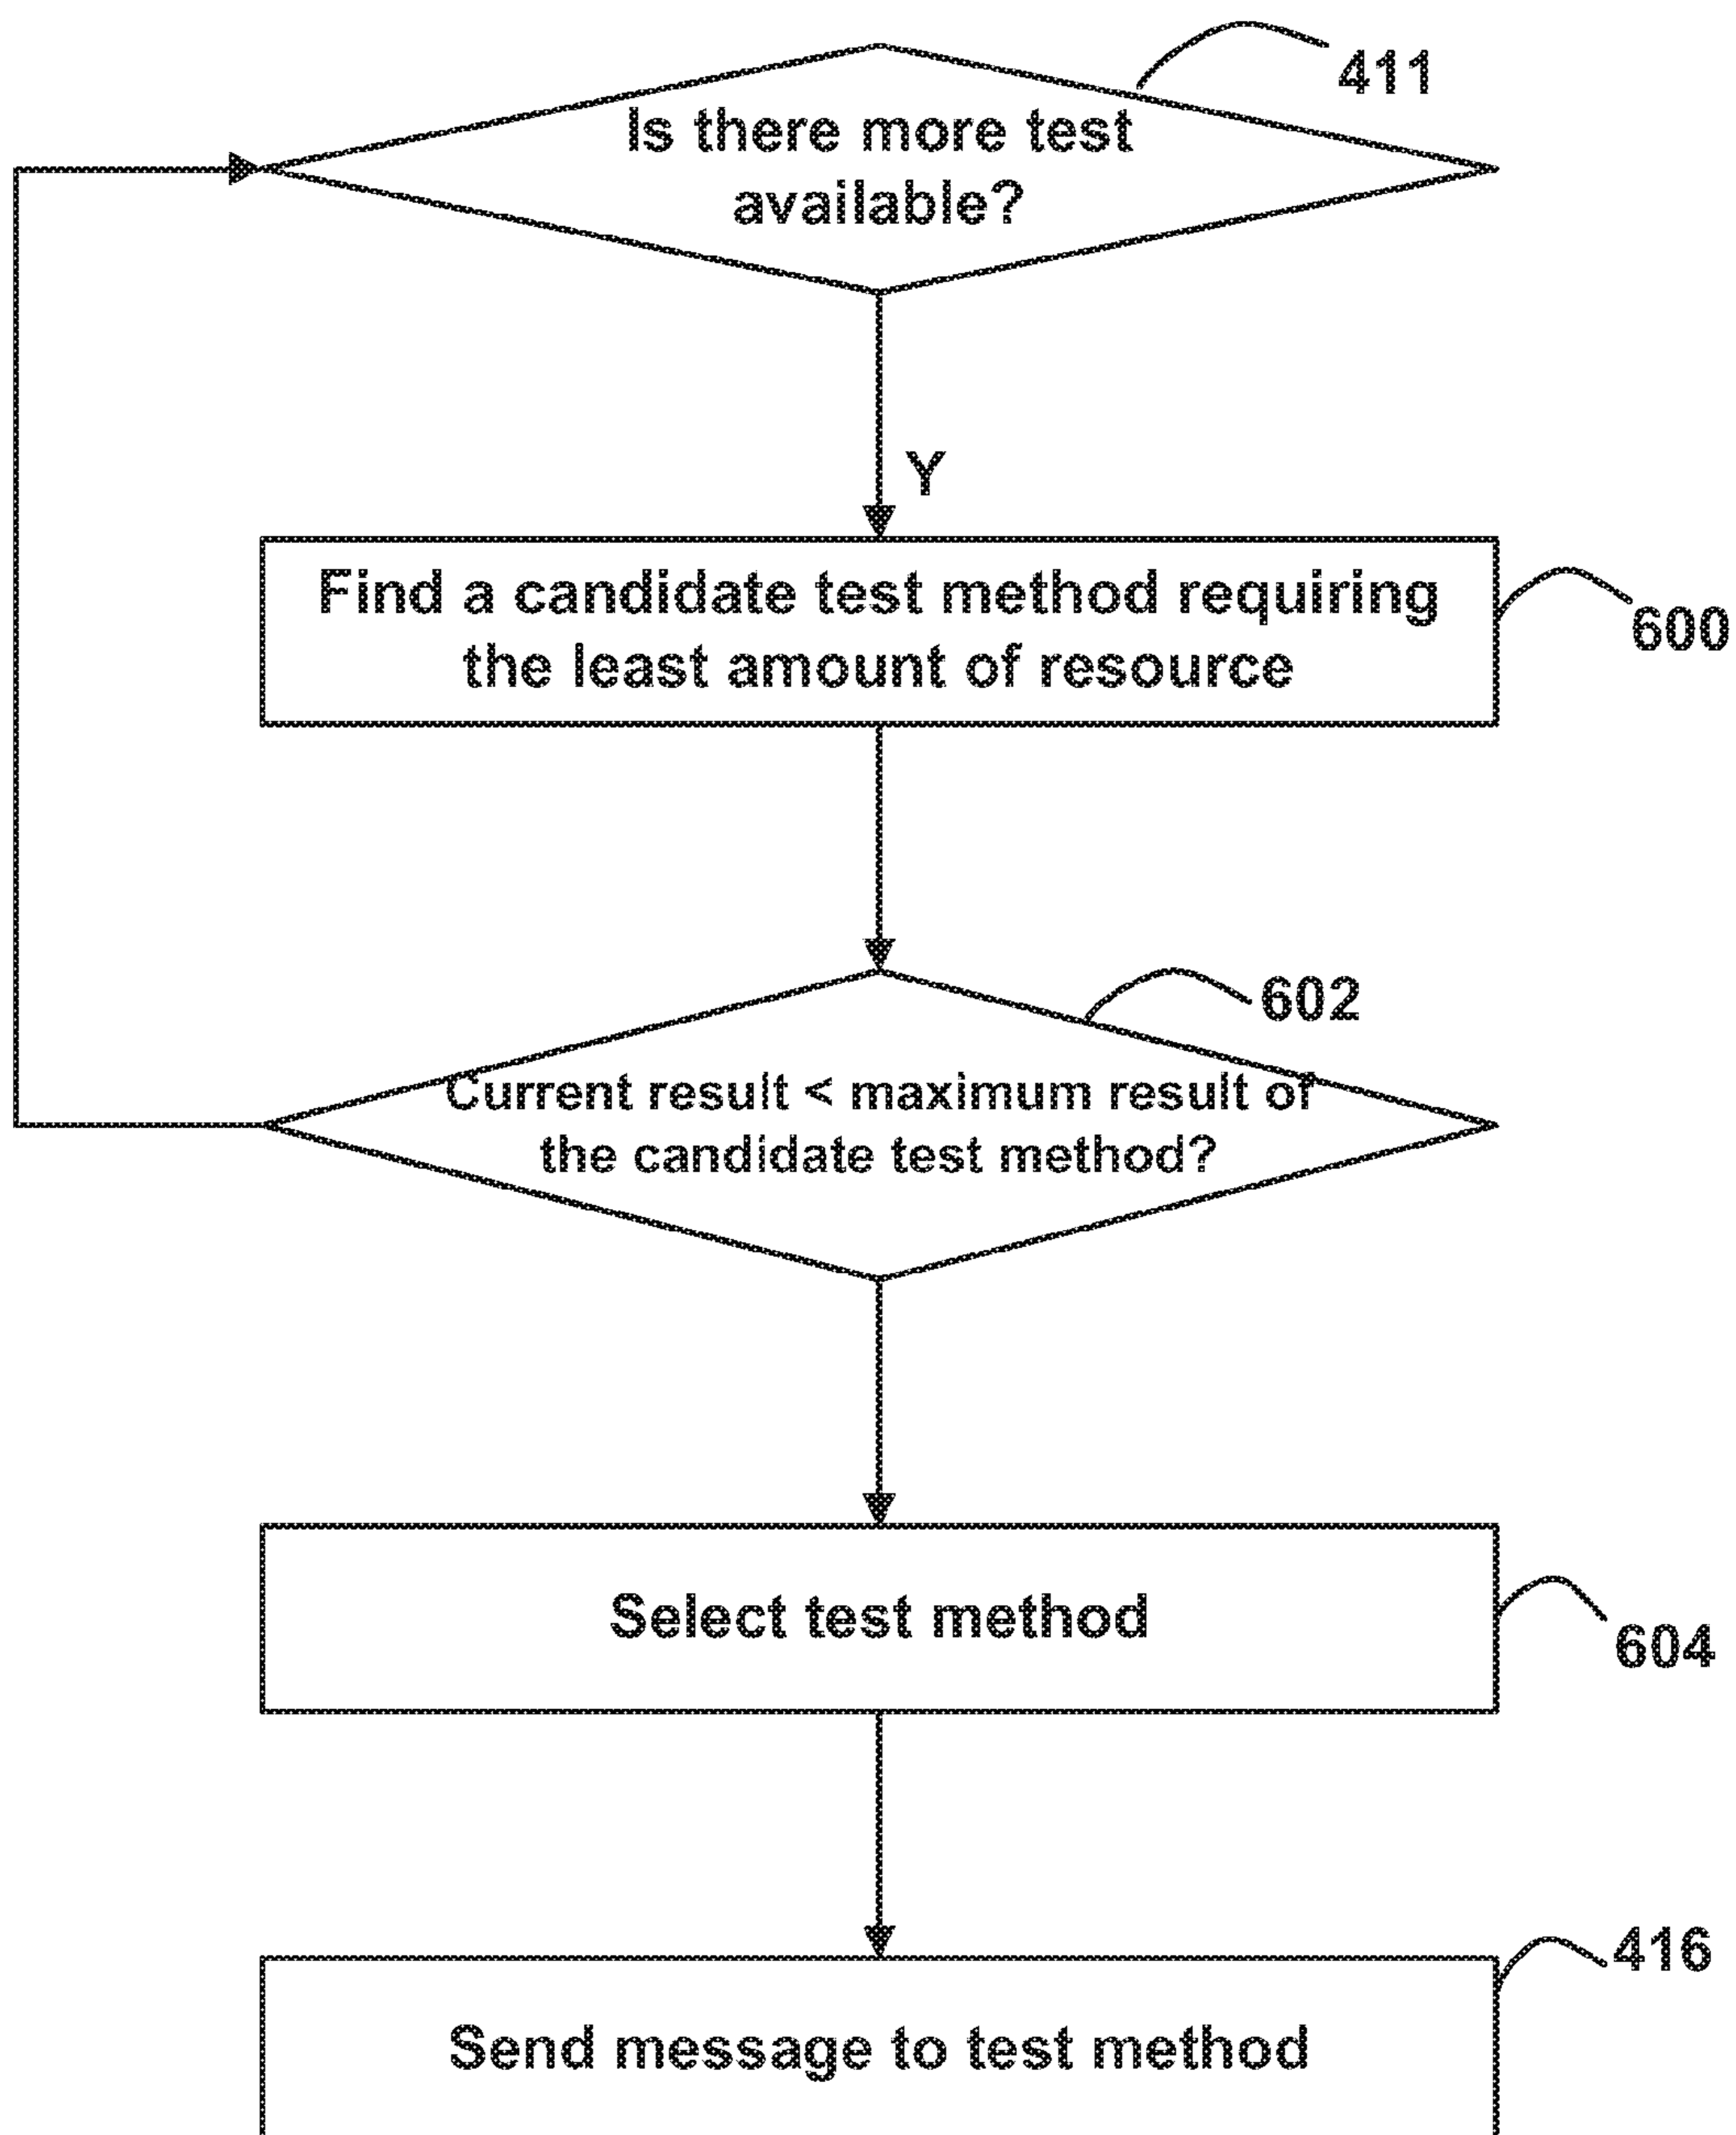 411
Is there more test
available?
Y
Find a candidate test method requiring
the least amount of resource
600
602
Current result < maximum result of
the candidate test method?
Select test method
604
416
Send message to test method